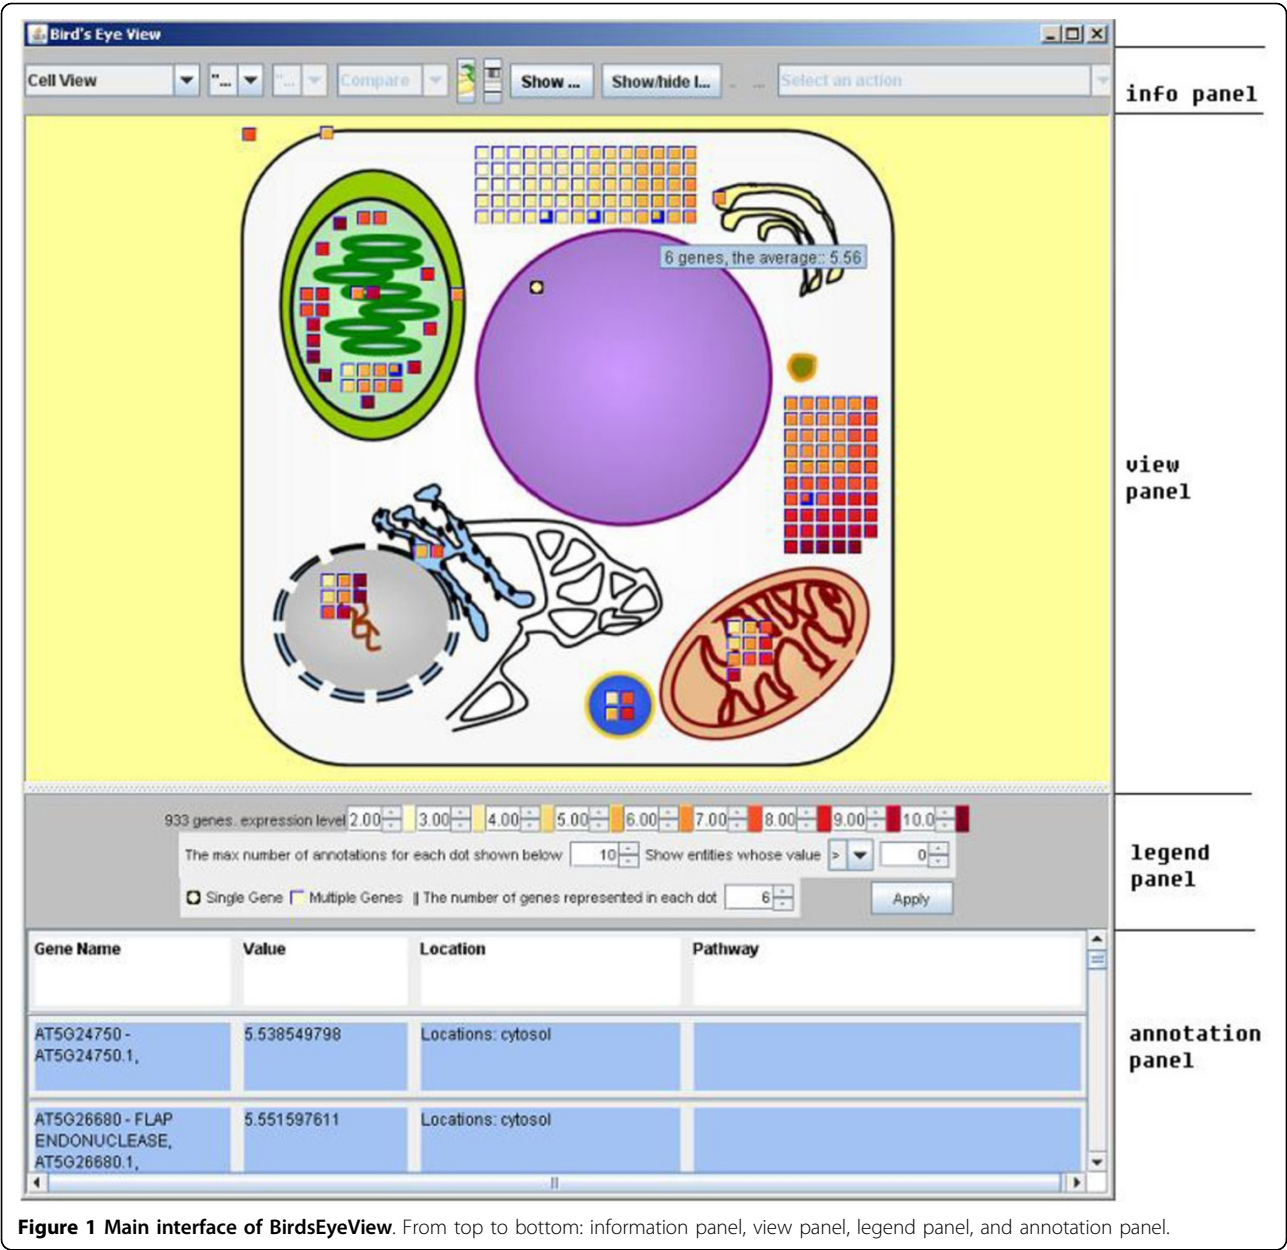 Bird's Eye View
Cell View "... "... Compare Show ... Show/hide I... .. ... Select an action
info panel
6 genes, the average:: 5.56
view
panel
933 genes. expression level 2.00 3.00 4.00 5.00 6.00 7.00 8.00 9.00 10.0
The max number of annotations for each dot shown below 10 Show entities whose value > 0
Single Gene Multiple Genes || The number of genes represented in each dot 6 Apply
legend
panel
Gene Name Value Location Pathway
AT5G24750 - 5.538549798 Locations: cytosol
AT5G24750.1,
annotation
panel
AT5G26680 - FLAP 5.551597611 Locations: cytosol
ENDONUCLEASE,
AT5G26680.1,
Figure 1 Main interface of BirdsEyeView. From top to bottom: information panel, view panel, legend panel, and annotation panel.